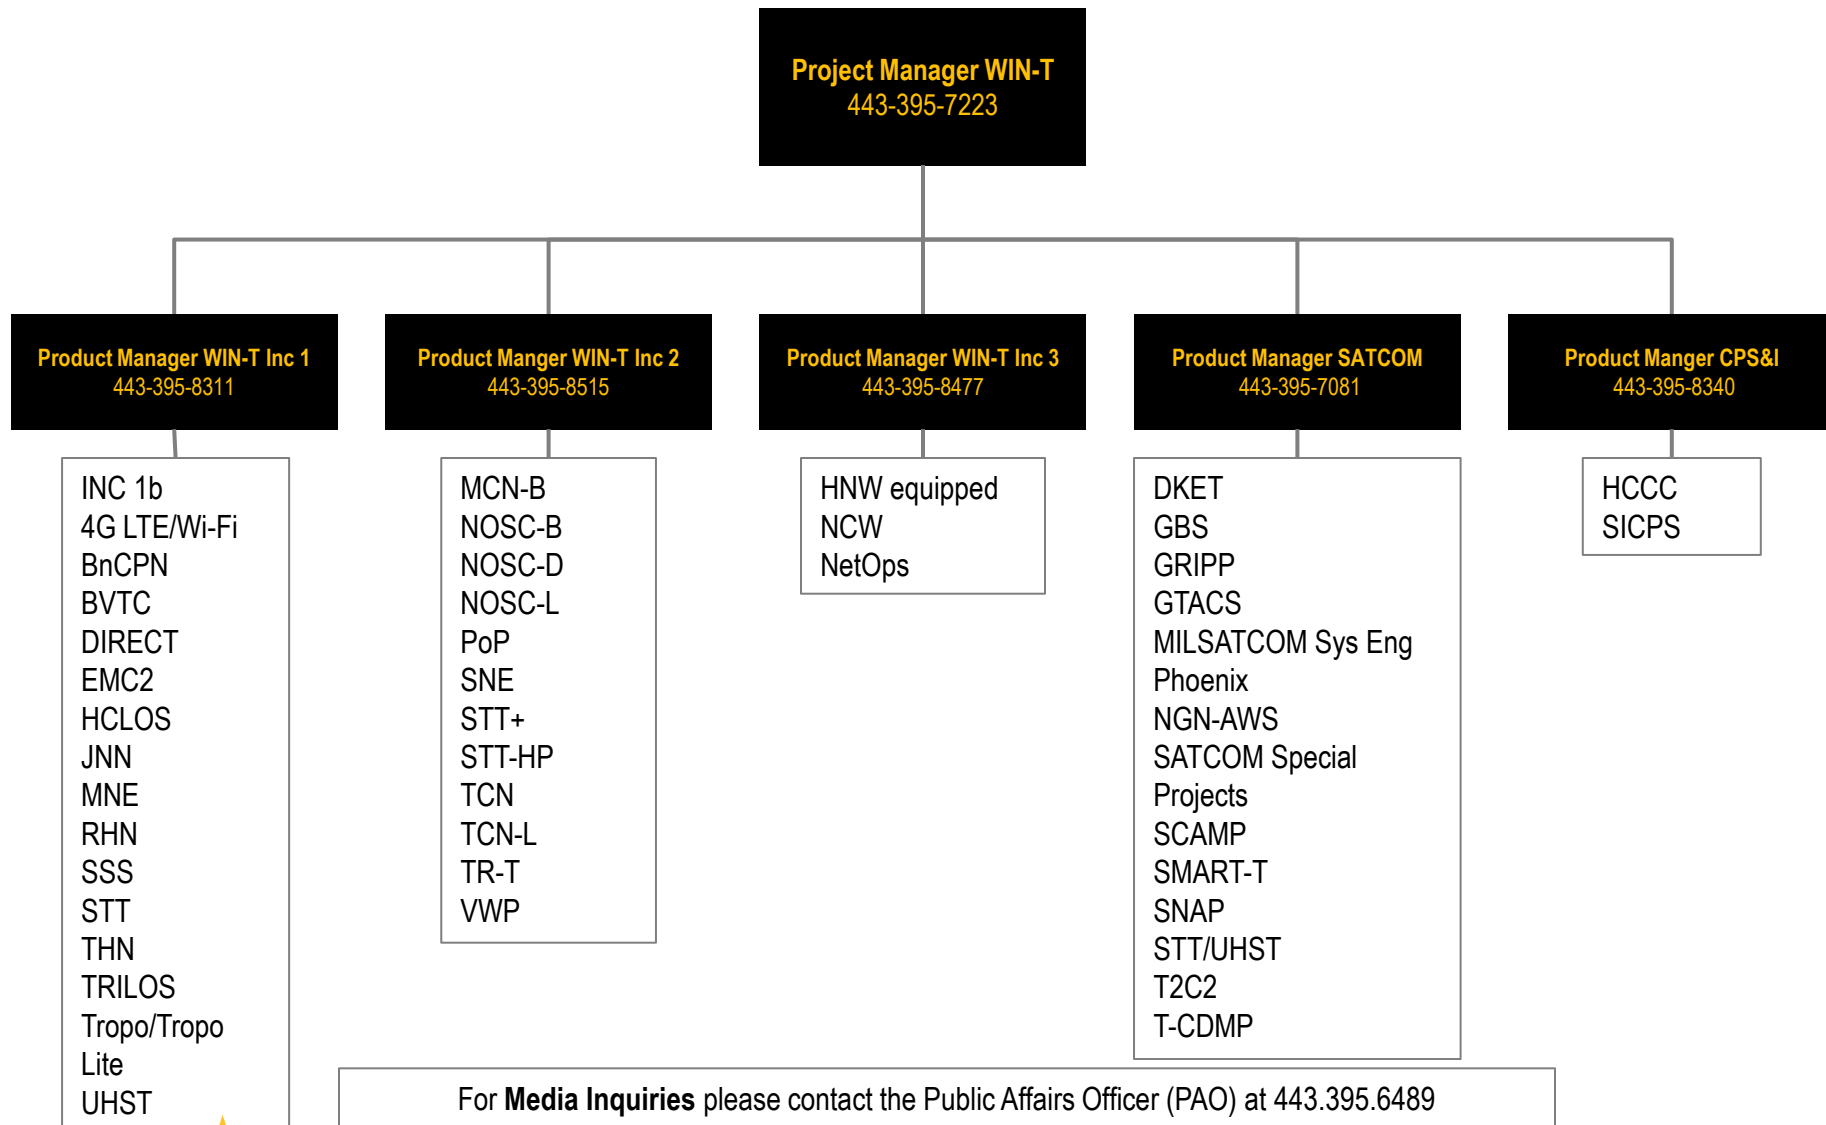 Project Manager WIN-T
443-395-7223
Product Manager WIN-T Inc 1
443-395-8311
Product Manger WIN-T Inc 2
443-395-8515
Product Manager WIN-T Inc 3
443-395-8477
Product Manager SATCOM
443-395-7081
Product Manger CPS&I
443-395-8340
INC 1b
4G LTE/Wi-Fi
BnCPN
BVTC
DIRECT
EMC2
HCLOS
JNN
MNE
RHN
SSS
STT
THN
TRILOS
Tropo/Tropo
Lite
UHST
MCN-B
NOSC-B
NOSC-D
NOSC-L
PoP
SNE
STT+
STT-HP
TCN
TCN-L
TR-T
VWP
HNW equipped
NCW
NetOps
DKET
GBS
GRIPP
GTACS
MILSATCOM Sys Eng
Phoenix
NGN-AWS
SATCOM Special
Projects
SCAMP
SMART-T
SNAP
STT/UHST
T2C2
T-CDMP
HCCC
SICPS
For Media Inquiries please contact the Public Affairs Officer (PAO) at 443.395.6489